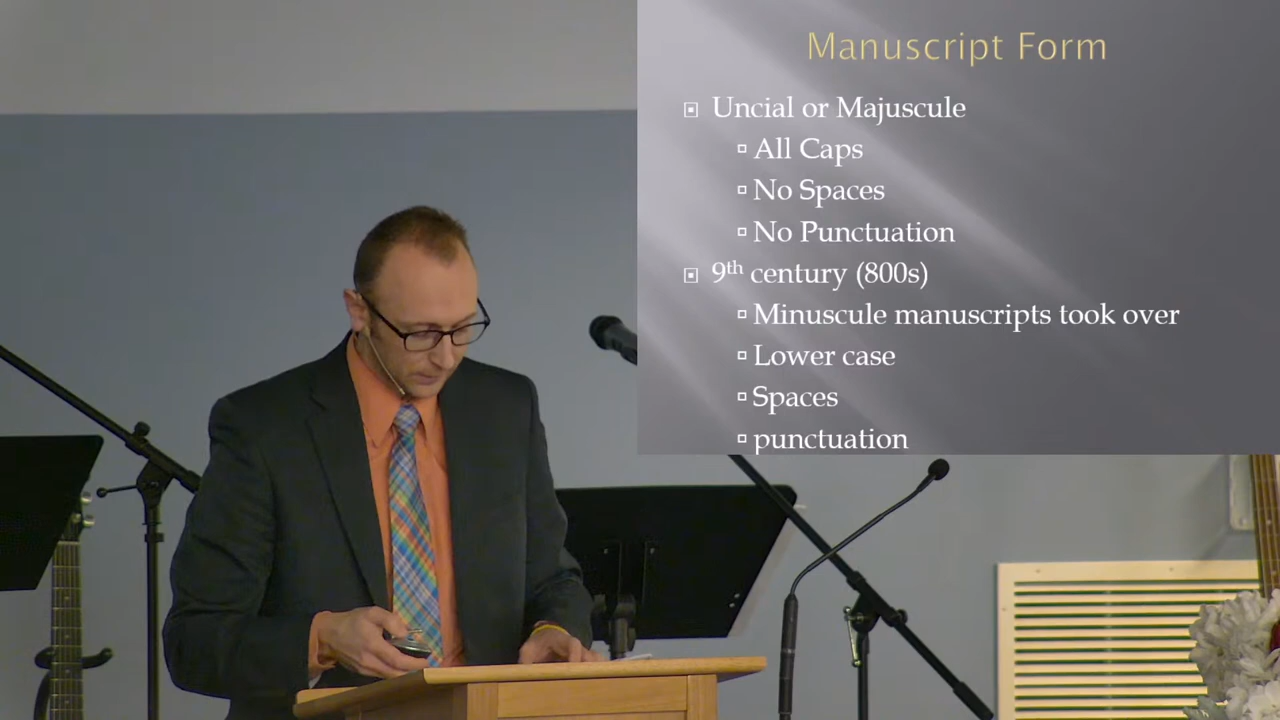 Manuscript Form
Uncial or Majuscule
All Caps
No Spaces
No Punctuation
9th century (800s)
Minuscule manuscripts took over
Lower case
Spaces
punctuation